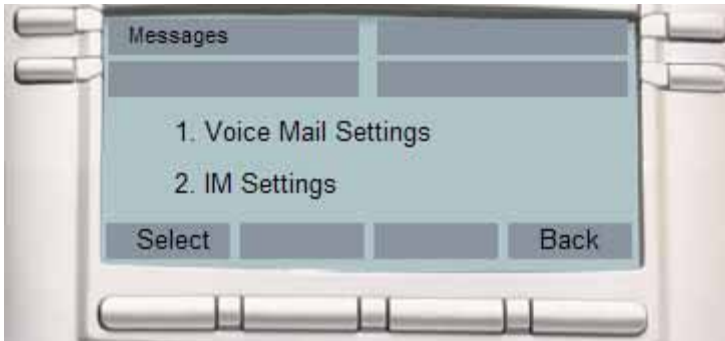 Messages
1. Voice Mail Settings
2. IM Settings
Select Back